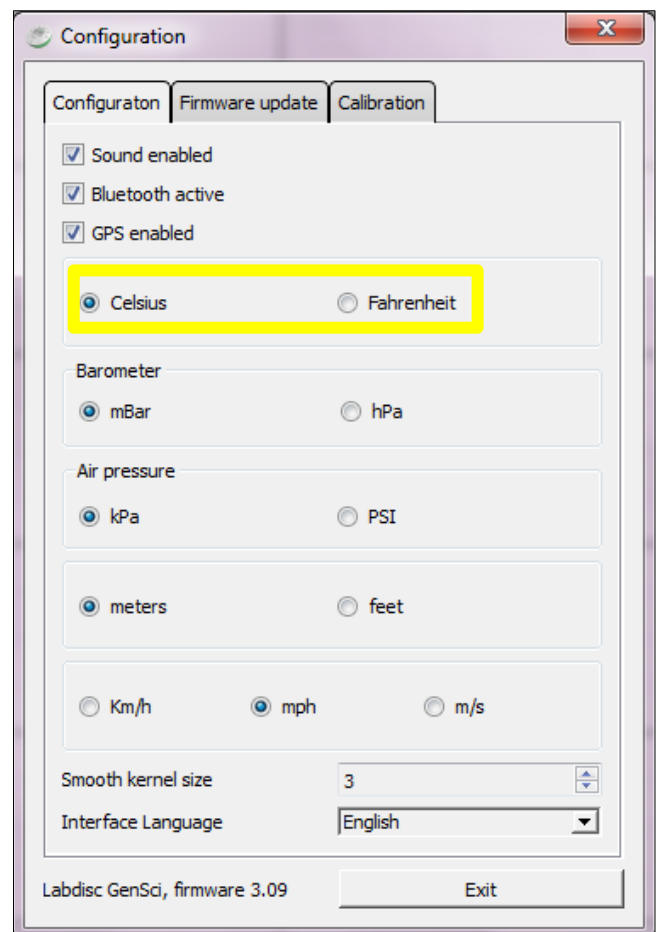 Configuration
Configuraton Firmware update Calibration
Sound enabled
Bluetooth active
GPS enabled
Celsius Fahrenheit
Barometer
mBar hPa
Air pressure
kPa PSI
meters feet
Km/h mph m/s
Smooth kernel size 3
Interface Language English
Labdisc GenSci, firmware 3.09 Exit